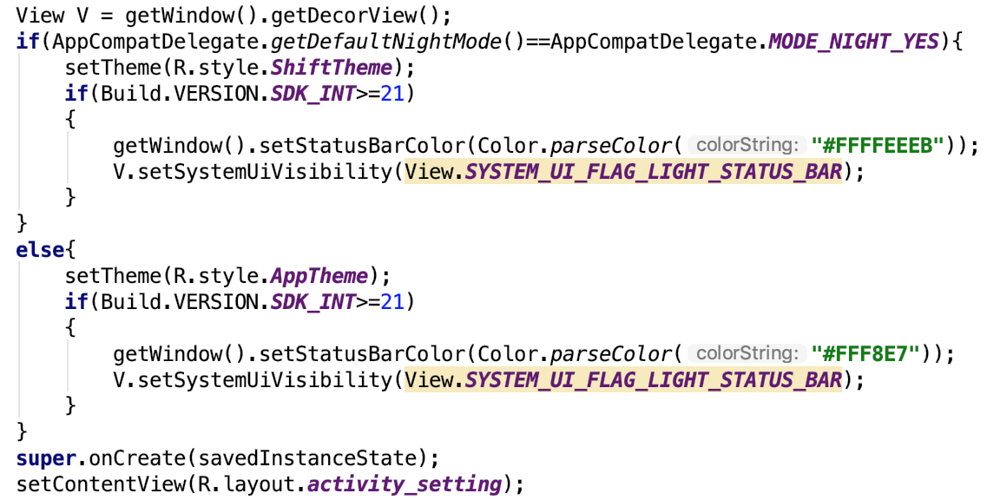 View V = getWindow().getDecorView();
if(AppCompatDelegate.getDefaultNightMode()==AppCompatDelegate.MODE_NIGHT_YES){
    setTheme(R.style.ShiftTheme);
    if(Build.VERSION.SDK_INT>=21)
    {
        getWindow().setStatusBarColor(Color.parseColor( colorString: "#FFFFEEEB"));
        V.setSystemUiVisibility(View.SYSTEM_UI_FLAG_LIGHT_STATUS_BAR);
    }
}
else{
    setTheme(R.style.AppTheme);
    if(Build.VERSION.SDK_INT>=21)
    {
        getWindow().setStatusBarColor(Color.parseColor( colorString: "#FFF8E7"));
        V.setSystemUiVisibility(View.SYSTEM_UI_FLAG_LIGHT_STATUS_BAR);
    }
}
super.onCreate(savedInstanceState);
setContentView(R.layout.activity_setting);